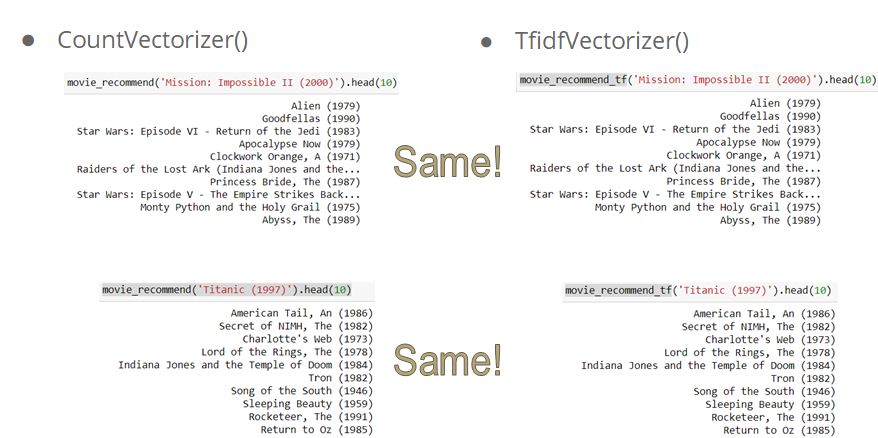 CountVectorizer()
TfidfVectorizer()
movie_recommend('Mission: Impossible II (2000)').head(10)
Alien (1979)
Goodfellas (1990)
Star Wars: Episode VI - Return of the Jedi (1983)
Apocalypse Now (1979)
Clockwork Orange, A (1971)
Raiders of the Lost Ark (Indiana Jones and the...
Princess Bride, The (1987)
Star Wars: Episode V - The Empire Strikes Back...
Monty Python and the Holy Grail (1975)
Abyss, The (1989)
Same!
movie_recommend_tf('Mission: Impossible II (2000)').head(10)
Alien (1979)
Goodfellas (1990)
Star Wars: Episode VI - Return of the Jedi (1983)
Apocalypse Now (1979)
Clockwork Orange, A (1971)
Raiders of the Lost Ark (Indiana Jones and the...
Princess Bride, The (1987)
Star Wars: Episode V - The Empire Strikes Back...
Monty Python and the Holy Grail (1975)
Abyss, The (1989)
movie_recommend('Titanic (1997)').head(10)
American Tail, An (1986)
Secret of NIMH, The (1982)
Charlotte's Web (1973)
Lord of the Rings, The (1978)
Indiana Jones and the Temple of Doom (1984)
Tron (1982)
Song of the South (1946)
Sleeping Beauty (1959)
Rocketeer, The (1991)
Return to Oz (1985)
Same!
movie_recommend_tf('Titanic (1997)').head(10)
American Tail, An (1986)
Secret of NIMH, The (1982)
Charlotte's Web (1973)
Lord of the Rings, The (1978)
Indiana Jones and the Temple of Doom (1984)
Tron (1982)
Song of the South (1946)
Sleeping Beauty (1959)
Rocketeer, The (1991)
Return to Oz (1985)